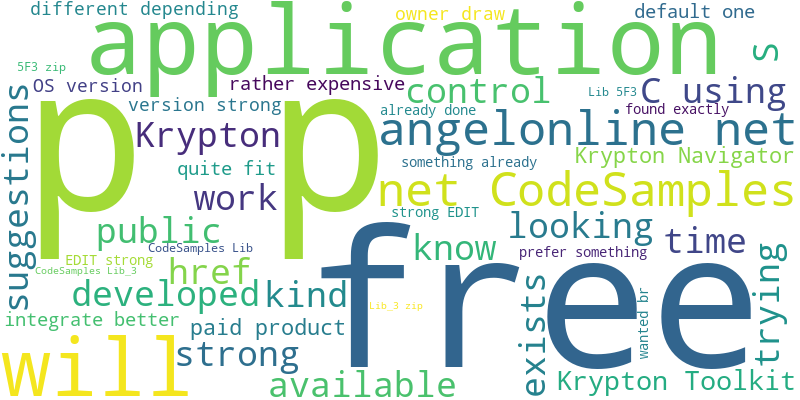 different depending
owner draw
default one
application
S
5F3 zip
OS version
rather expensive
control
Lib 5F3
C using
p p
version strong
already done
found exactly
suggestions
Krypton
angelonline net
quite fit
something already
Krypton Navigator
work
net CodeSamples
strong EDIT
public
looking
CodeSamples Lib
know
prefer something
time
EDIT strong
CodeSamples Lib_3
href
free
trying
developed
kind
exists
wanted br
Lib_3 zip
integrate better
paid product
will
strong
available
Krypton Toolkit